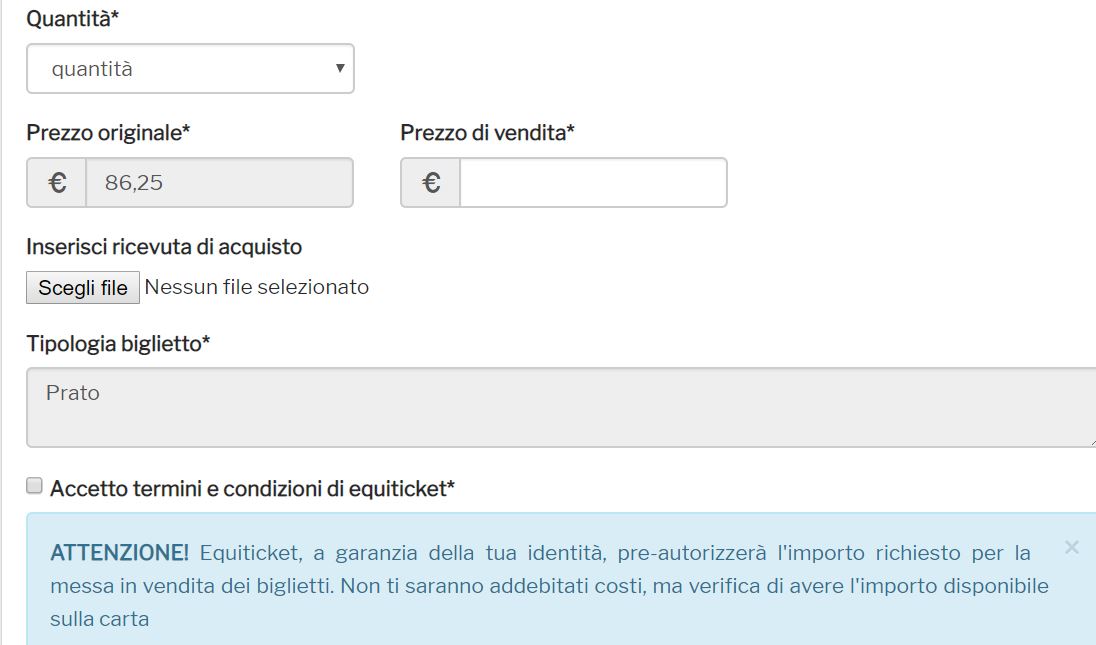 Quantità*
quantità
Prezzo originale* Prezzo di vendita*
€ 86,25 €
Inserisci ricevuta di acquisto
Scegli file Nessun file selezionato
Tipologia biglietto*
Prato
Accetto termini e condizioni di equiticket*
ATTENZIONE! Equiticket, a garanzia della tua identità, pre-autorizzerà l'importo richiesto per la
messa in vendita dei biglietti. Non ti saranno addebitati costi, ma verifica di avere l'importo disponibile
sulla carta